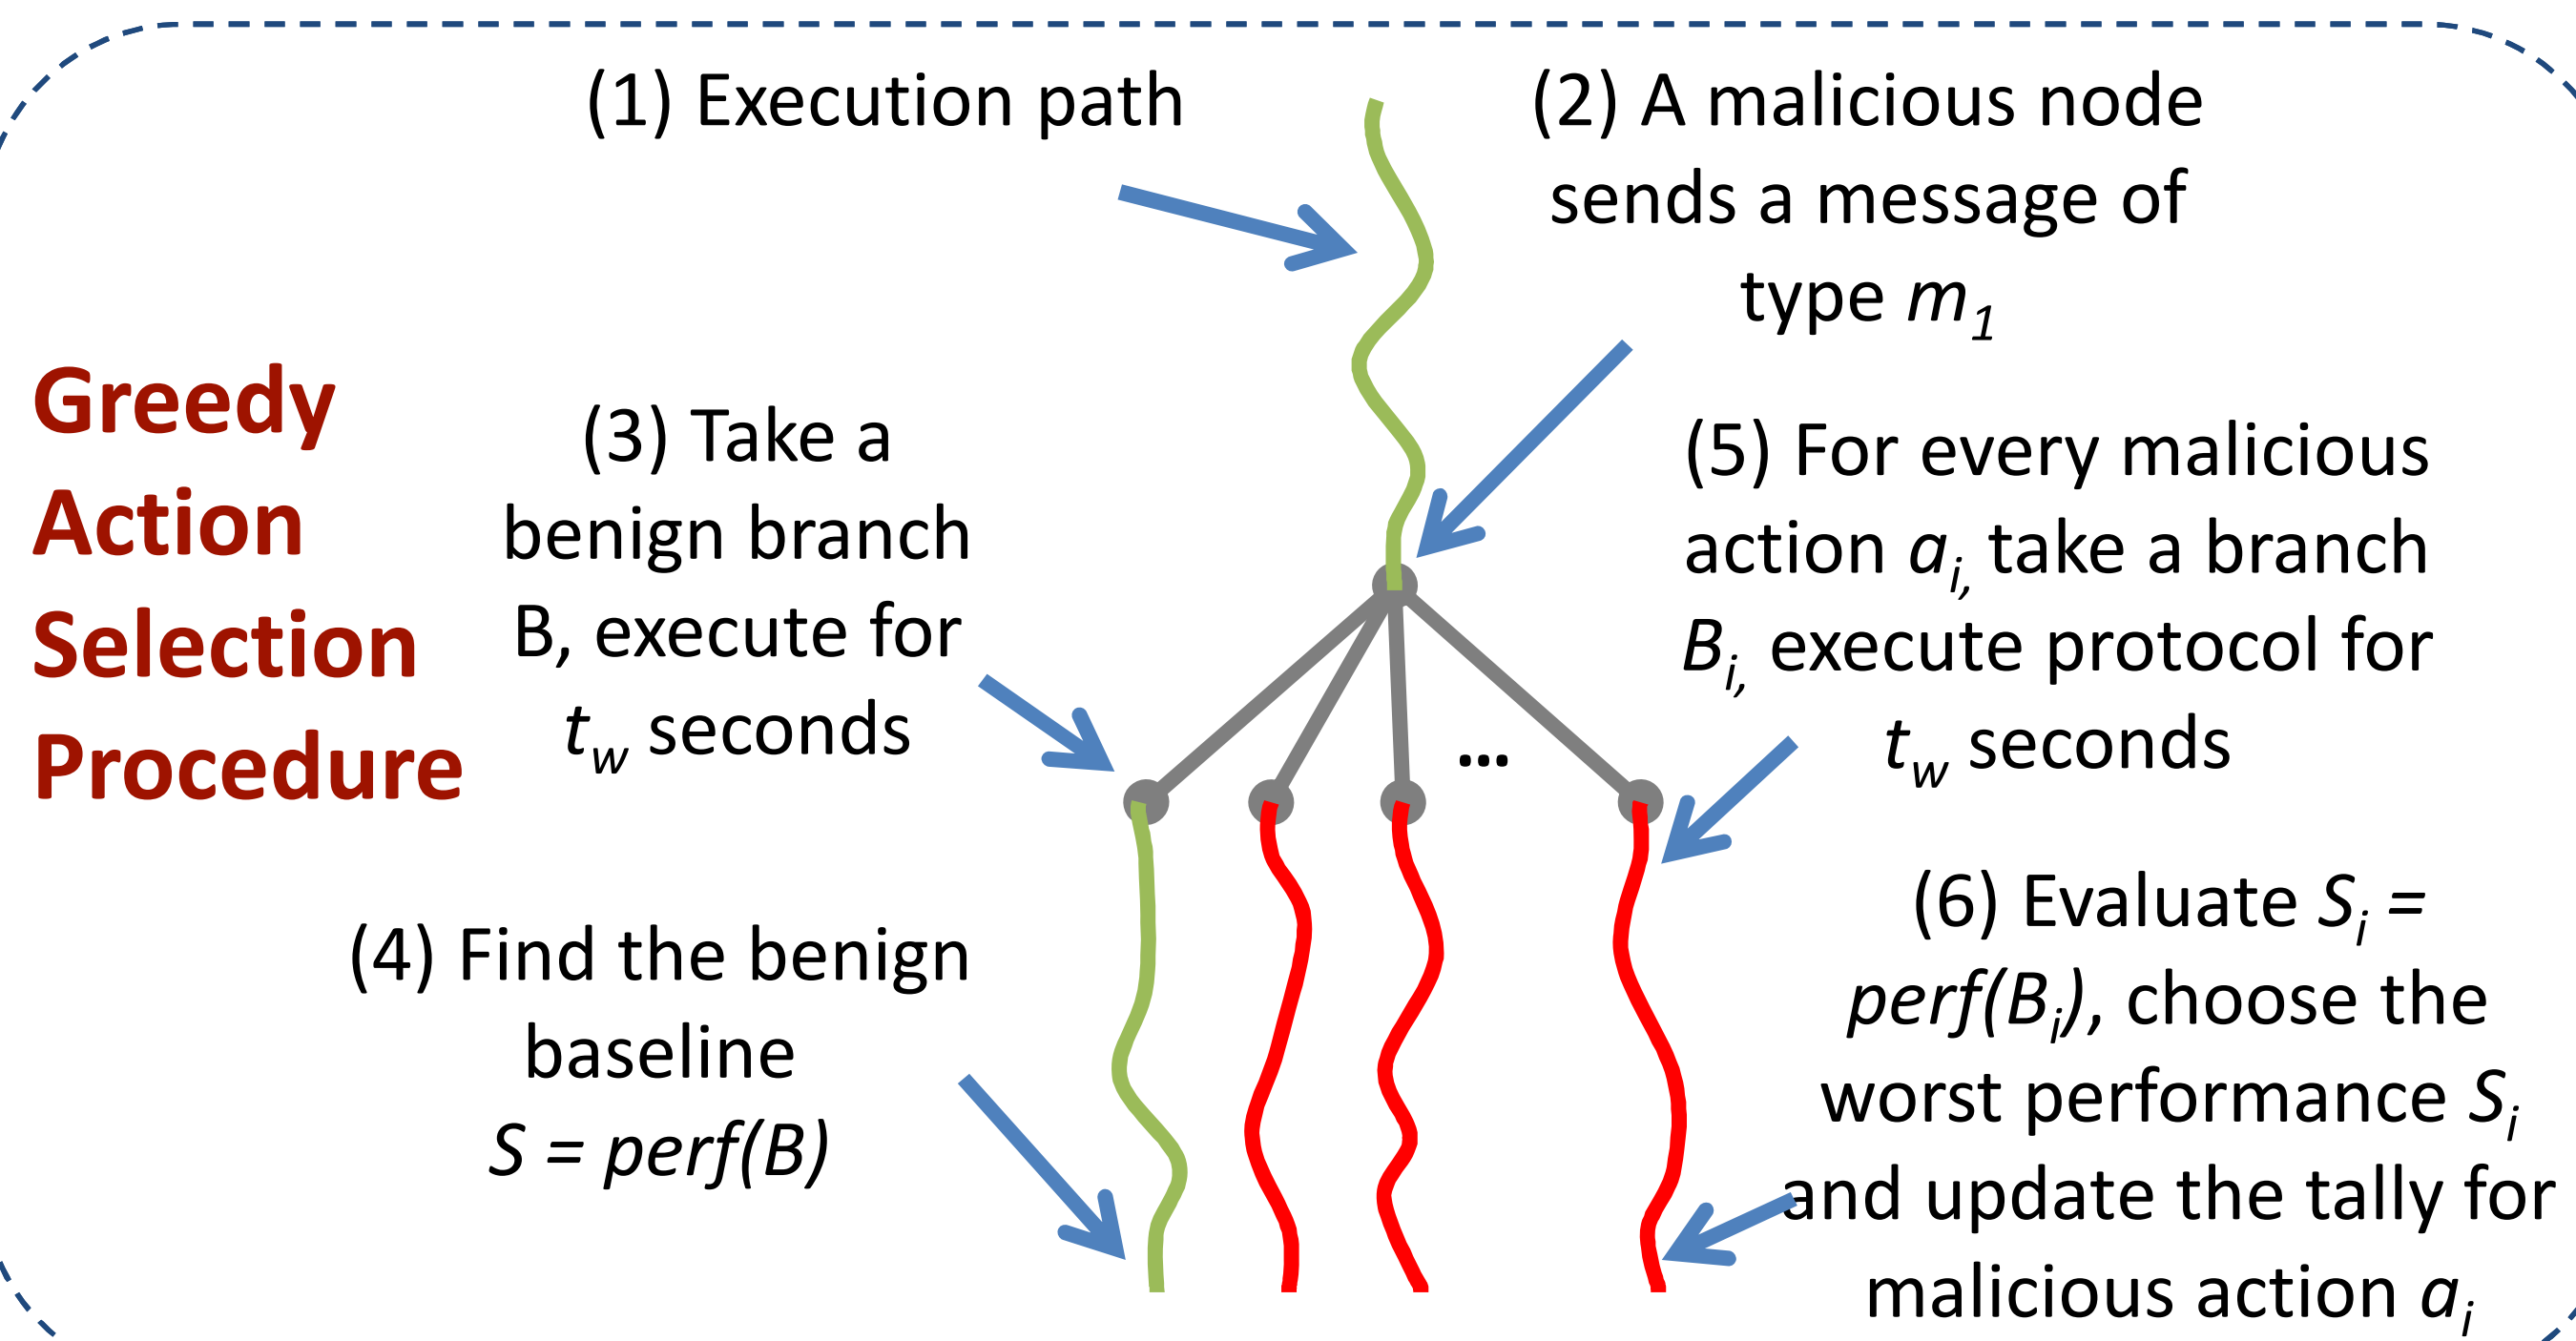 (1) Execution path
(2) A malicious node
sends a message of
type m₁
Greedy
Action
Selection
Procedure
(3) Take a
benign branch
B, execute for
t_w seconds
(4) Find the benign
baseline
S = perf(B)
(5) For every malicious
action aᵢ, take a branch
Bᵢ, execute protocol for
t_w seconds
...
(6) Evaluate Sᵢ =
perf(Bᵢ), choose the
worst performance Sᵢ
and update the tally for
malicious action aᵢ